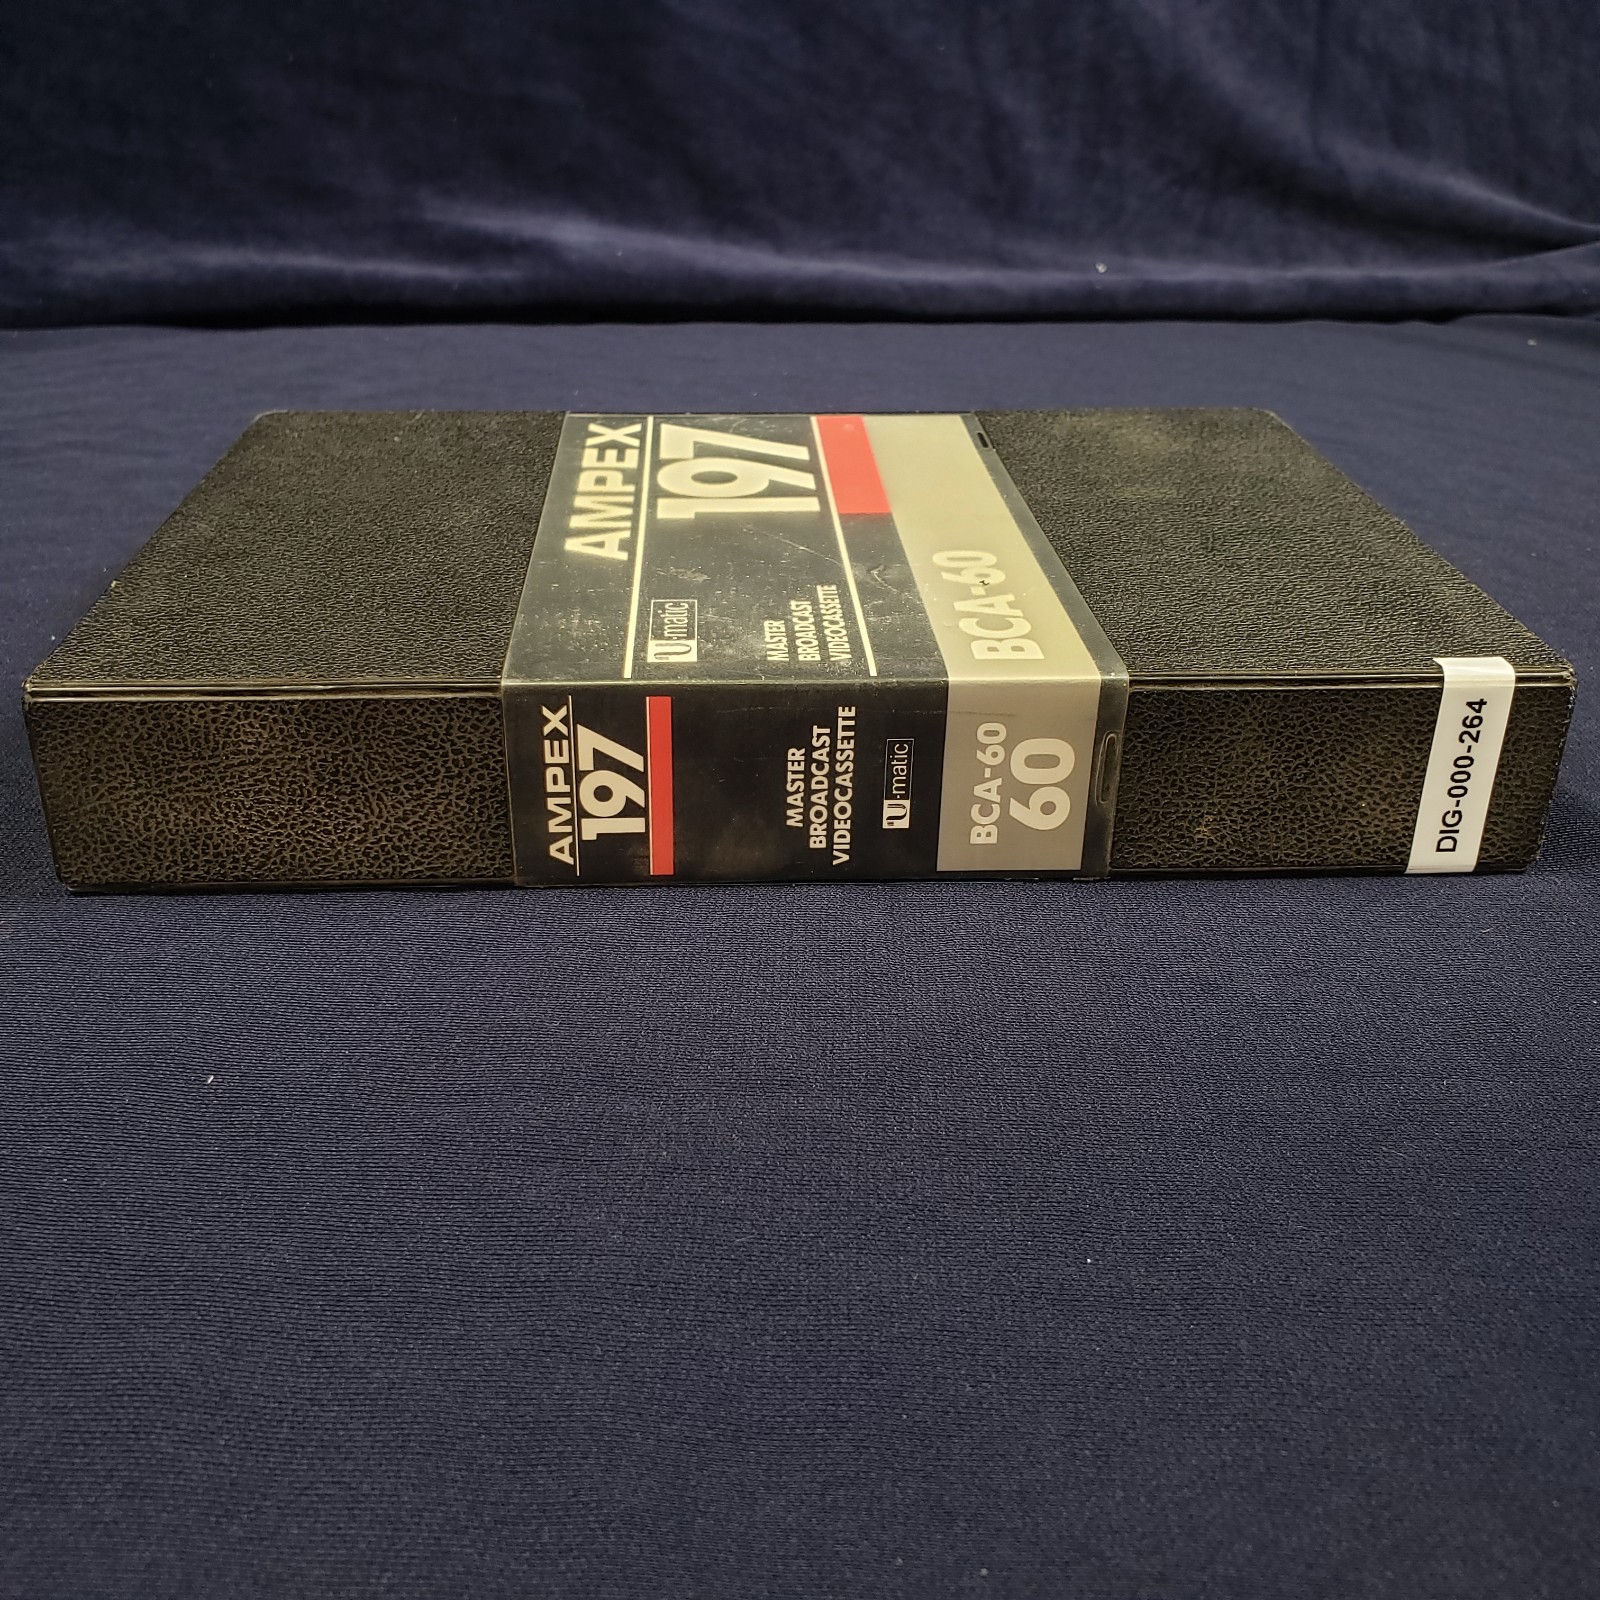 AMPEX
197
U-matic
MASTER
BROADCAST
VIDEOCASSETTE
BCA-60
AMPEX
197
MASTER
BROADCAST
VIDEOCASSETTE
U-matic
BCA-60
60
DIG-000-264